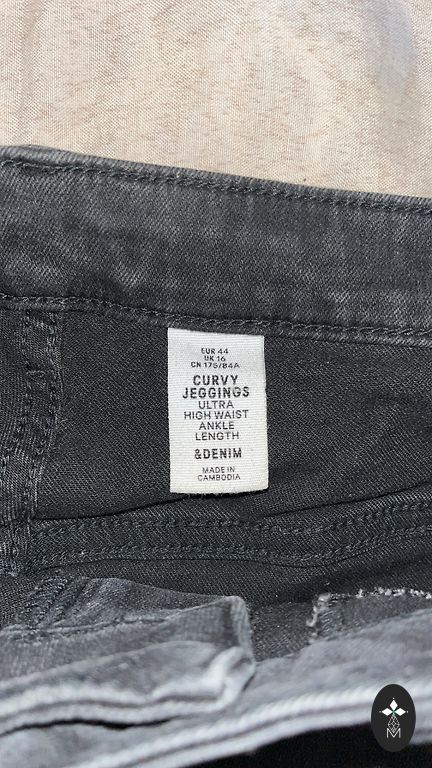 EUR 44
UK 16
CN 175/84A
CURVY
JEGGINGS
ULTRA
HIGH WAIST
ANKLE
LENGTH
&DENIM
MADE IN
CAMBODIA
M